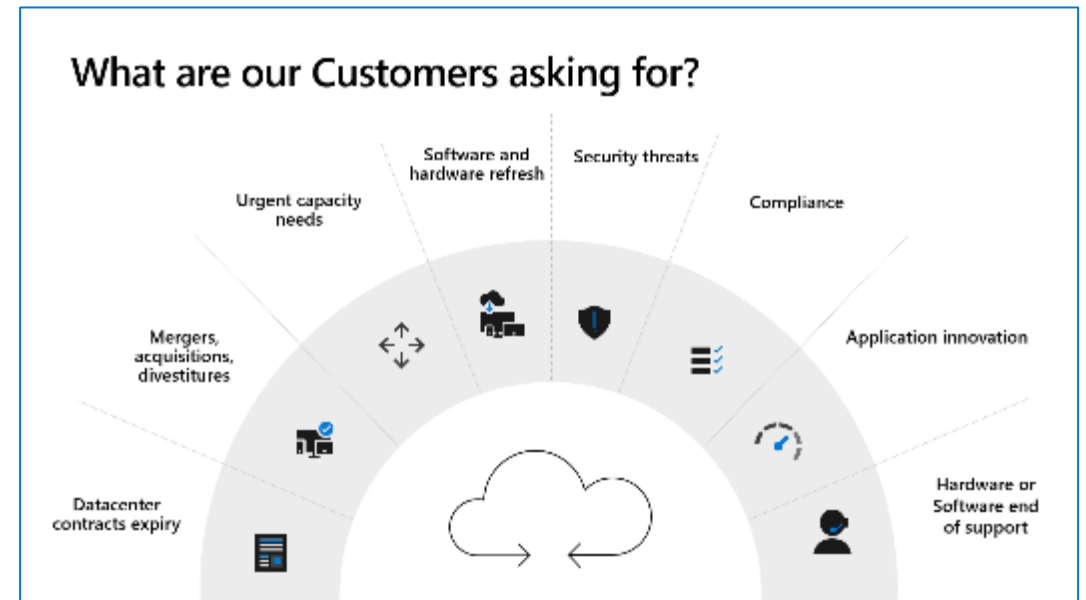 What are our Customers asking for?
Software and
hardware refresh
Security threats
Urgent capacity
needs
Compliance
Mergers,
acquisitions,
divestitures
Application innovation
Datacenter
contracts expiry
Hardware or
Software end
of support